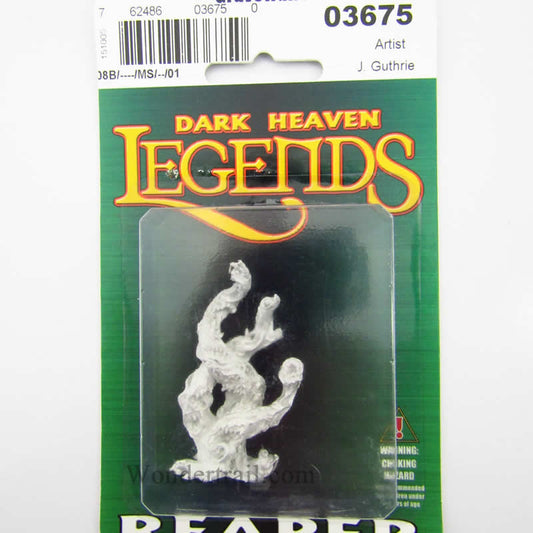 7 62486 03675 0
03675
151005
Artist
J. Guthrie
08B/----/MS/--/01
DARK HEAVEN
LEGENDS
WARNING:
CHOKING
HAZARD
Wondertrail.com
REAPER